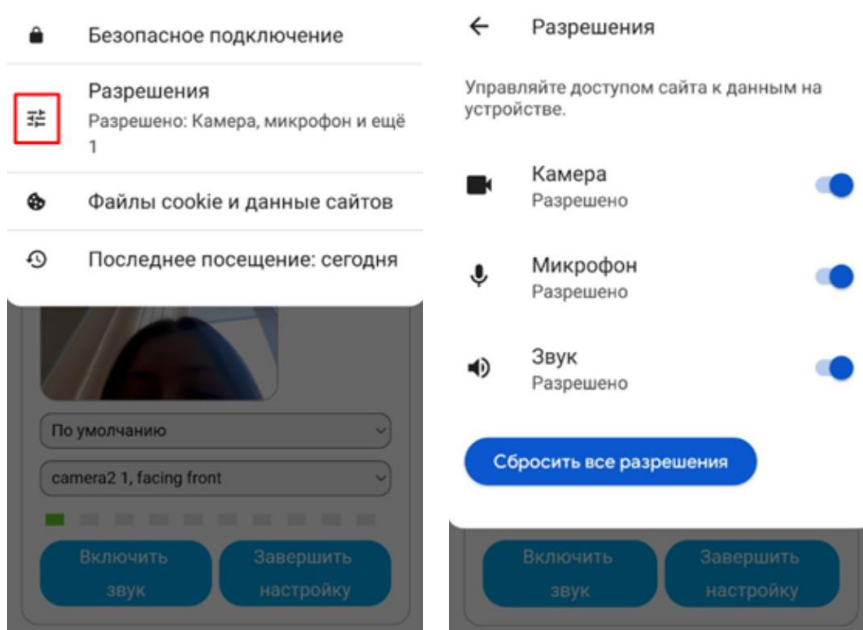 Безопасное подключение
Разрешения
Разрешено: Камера, микрофон и ещё
1
Файлы cookie и данные сайтов
Последнее посещение: сегодня
По умолчанию
camera2 1, facing front
Включить
звук
Завершить
настройку
Разрешения
Управляйте доступом сайта к данным на
устройстве.
Камера
Разрешено
Микрофон
Разрешено
Звук
Разрешено
Сбросить все разрешения
Включить
звук
Завершить
настройку